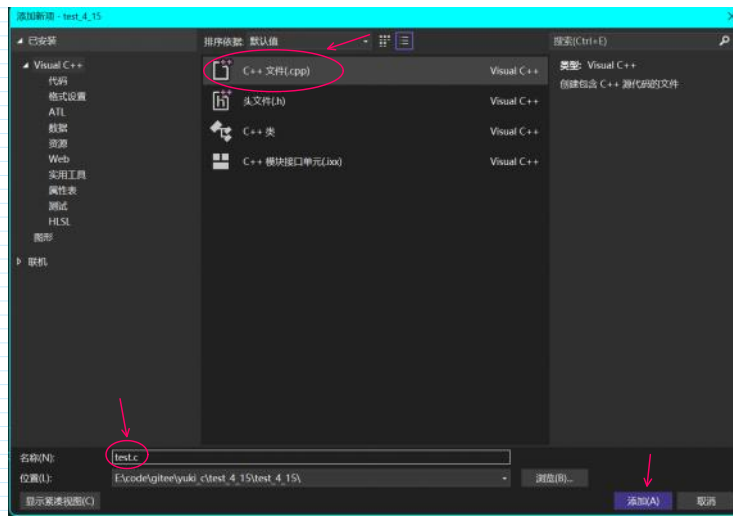 添加新项 - test_4_15
已安装
排序依据: 默认值
搜索(Ctrl+E)
Visual C++
代码
格式设置
ATL
数据
资源
Web
实用工具
属性表
测试
HLSL
图形
联机
C++ 文件(.cpp) Visual C++
头文件(.h) Visual C++
C++ 类 Visual C++
C++ 模块接口单元(.ixx) Visual C++
类型: Visual C++
创建包含 C++ 源代码的文件
名称(N): test.c
位置(L): E:\code\gitee\yuki_c\test_4_15\test_4_15\ 浏览(B)...
显示紧凑视图(C) 添加(A) 取消